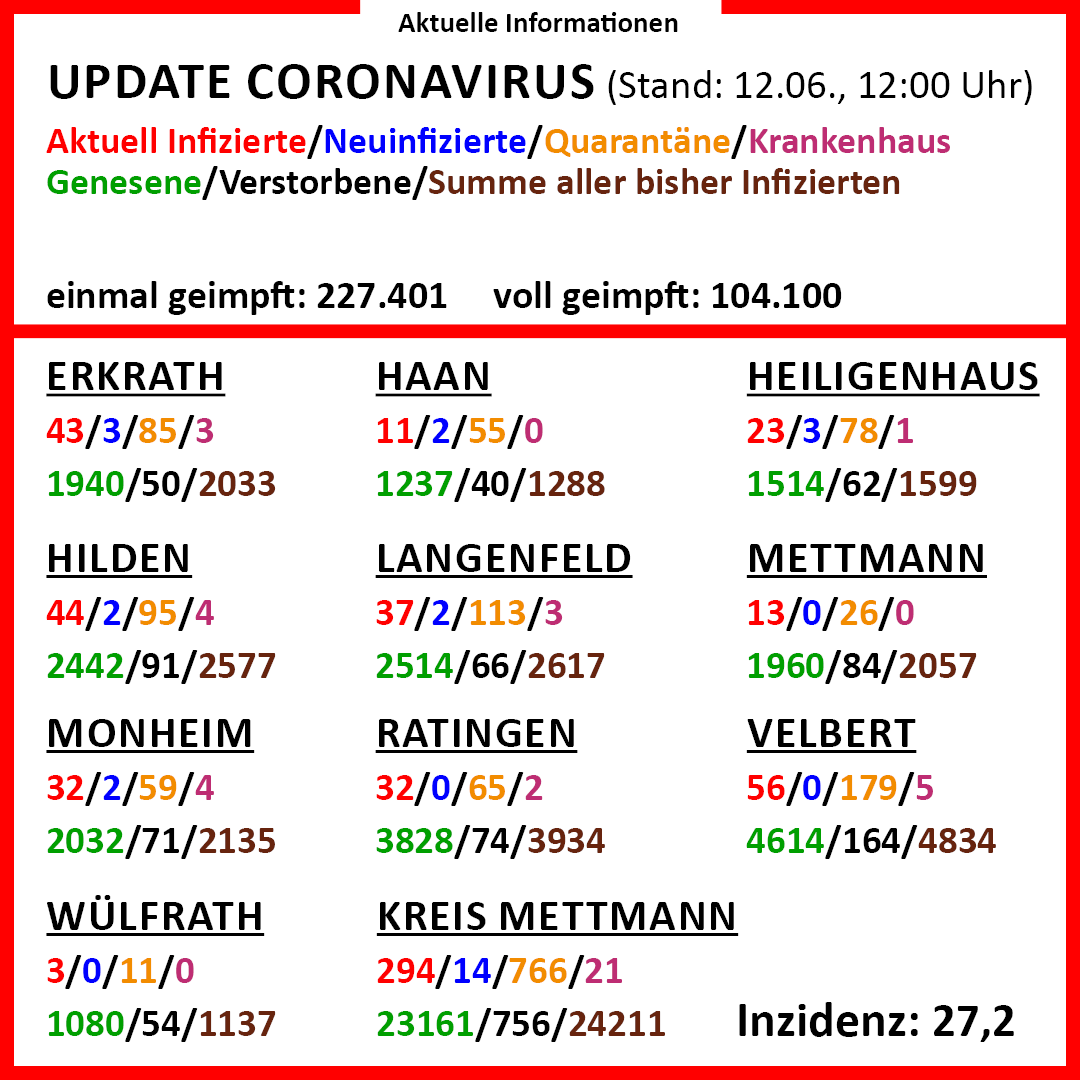 Aktuelle Informationen
UPDATE CORONAVIRUS (Stand: 12.06., 12:00 Uhr)
Aktuell Infizierte/Neuinfizierte/Quarantäne/Krankenhaus
Genesene/Verstorbene/Summe aller bisher Infizierten
einmal geimpft: 227.401 voll geimpft: 104.100
ERKRATH
43/3/85/3
1940/50/2033
HAAN
11/2/55/0
1237/40/1288
HEILIGENHAUS
23/3/78/1
1514/62/1599
HILDEN
44/2/95/4
2442/91/2577
LANGENFELD
37/2/113/3
2514/66/2617
METTMANN
13/0/26/0
1960/84/2057
MONHEIM
32/2/59/4
2032/71/2135
RATINGEN
32/0/65/2
3828/74/3934
VELBERT
56/0/179/5
4614/164/4834
WÜLFRATH
3/0/11/0
1080/54/1137
KREIS METTMANN
294/14/766/21
23161/756/24211
Inzidenz: 27,2